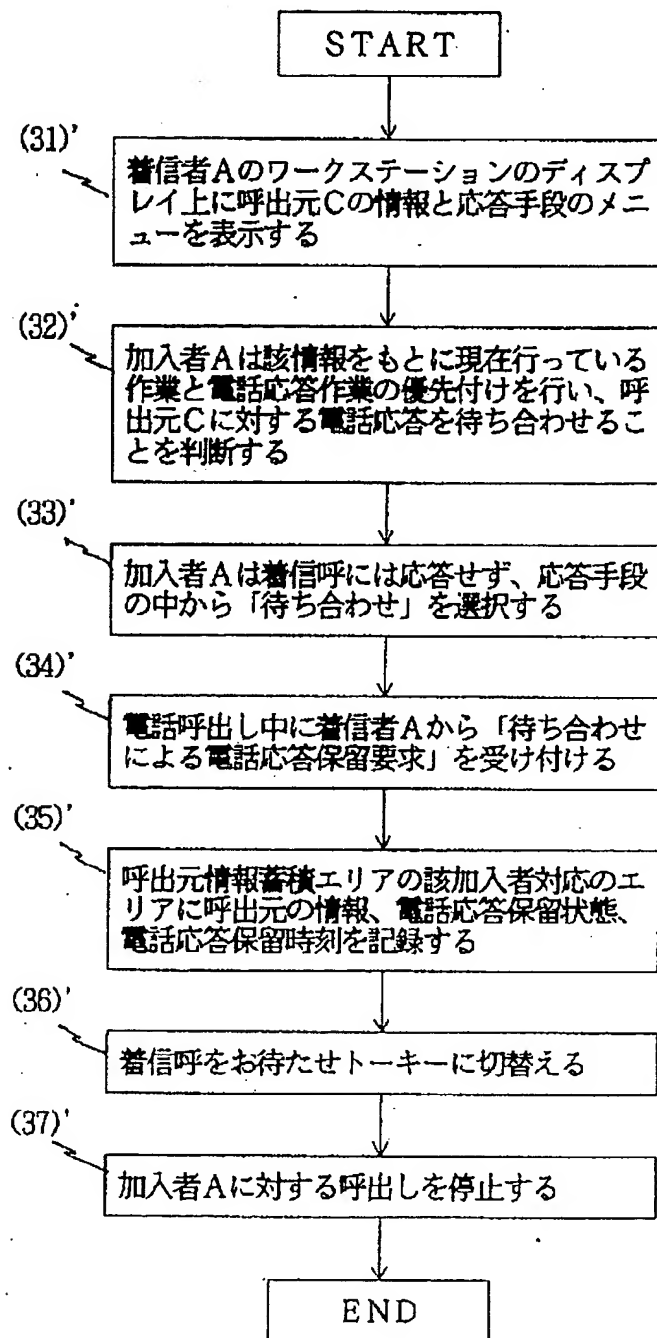 START
(31)'
着信者Aのワークステーションのディスプ
レイ上に呼出元Cの情報と応答手段のメニ
ューを表示する
(32)'
加入者Aは該情報をもとに現在行っている
作業と電話応答作業の優先付けを行い、呼
出元Cに対する電話応答を待ち合わせるこ
とを判断する
(33)'
加入者Aは着信呼には応答せず、応答手段
の中から「待ち合わせ」を選択する
(34)'
電話呼出し中に着信者Aから「待ち合わせ
による電話応答保留要求」を受け付ける
(35)'
呼出元情報蓄積エリアの該加入者対応のエ
リアに呼出元の情報、電話応答保留状態、
電話応答保留時刻を記録する
(36)'
着信呼をお待たせトーキーに切替える
(37)'
加入者Aに対する呼出しを停止する
END